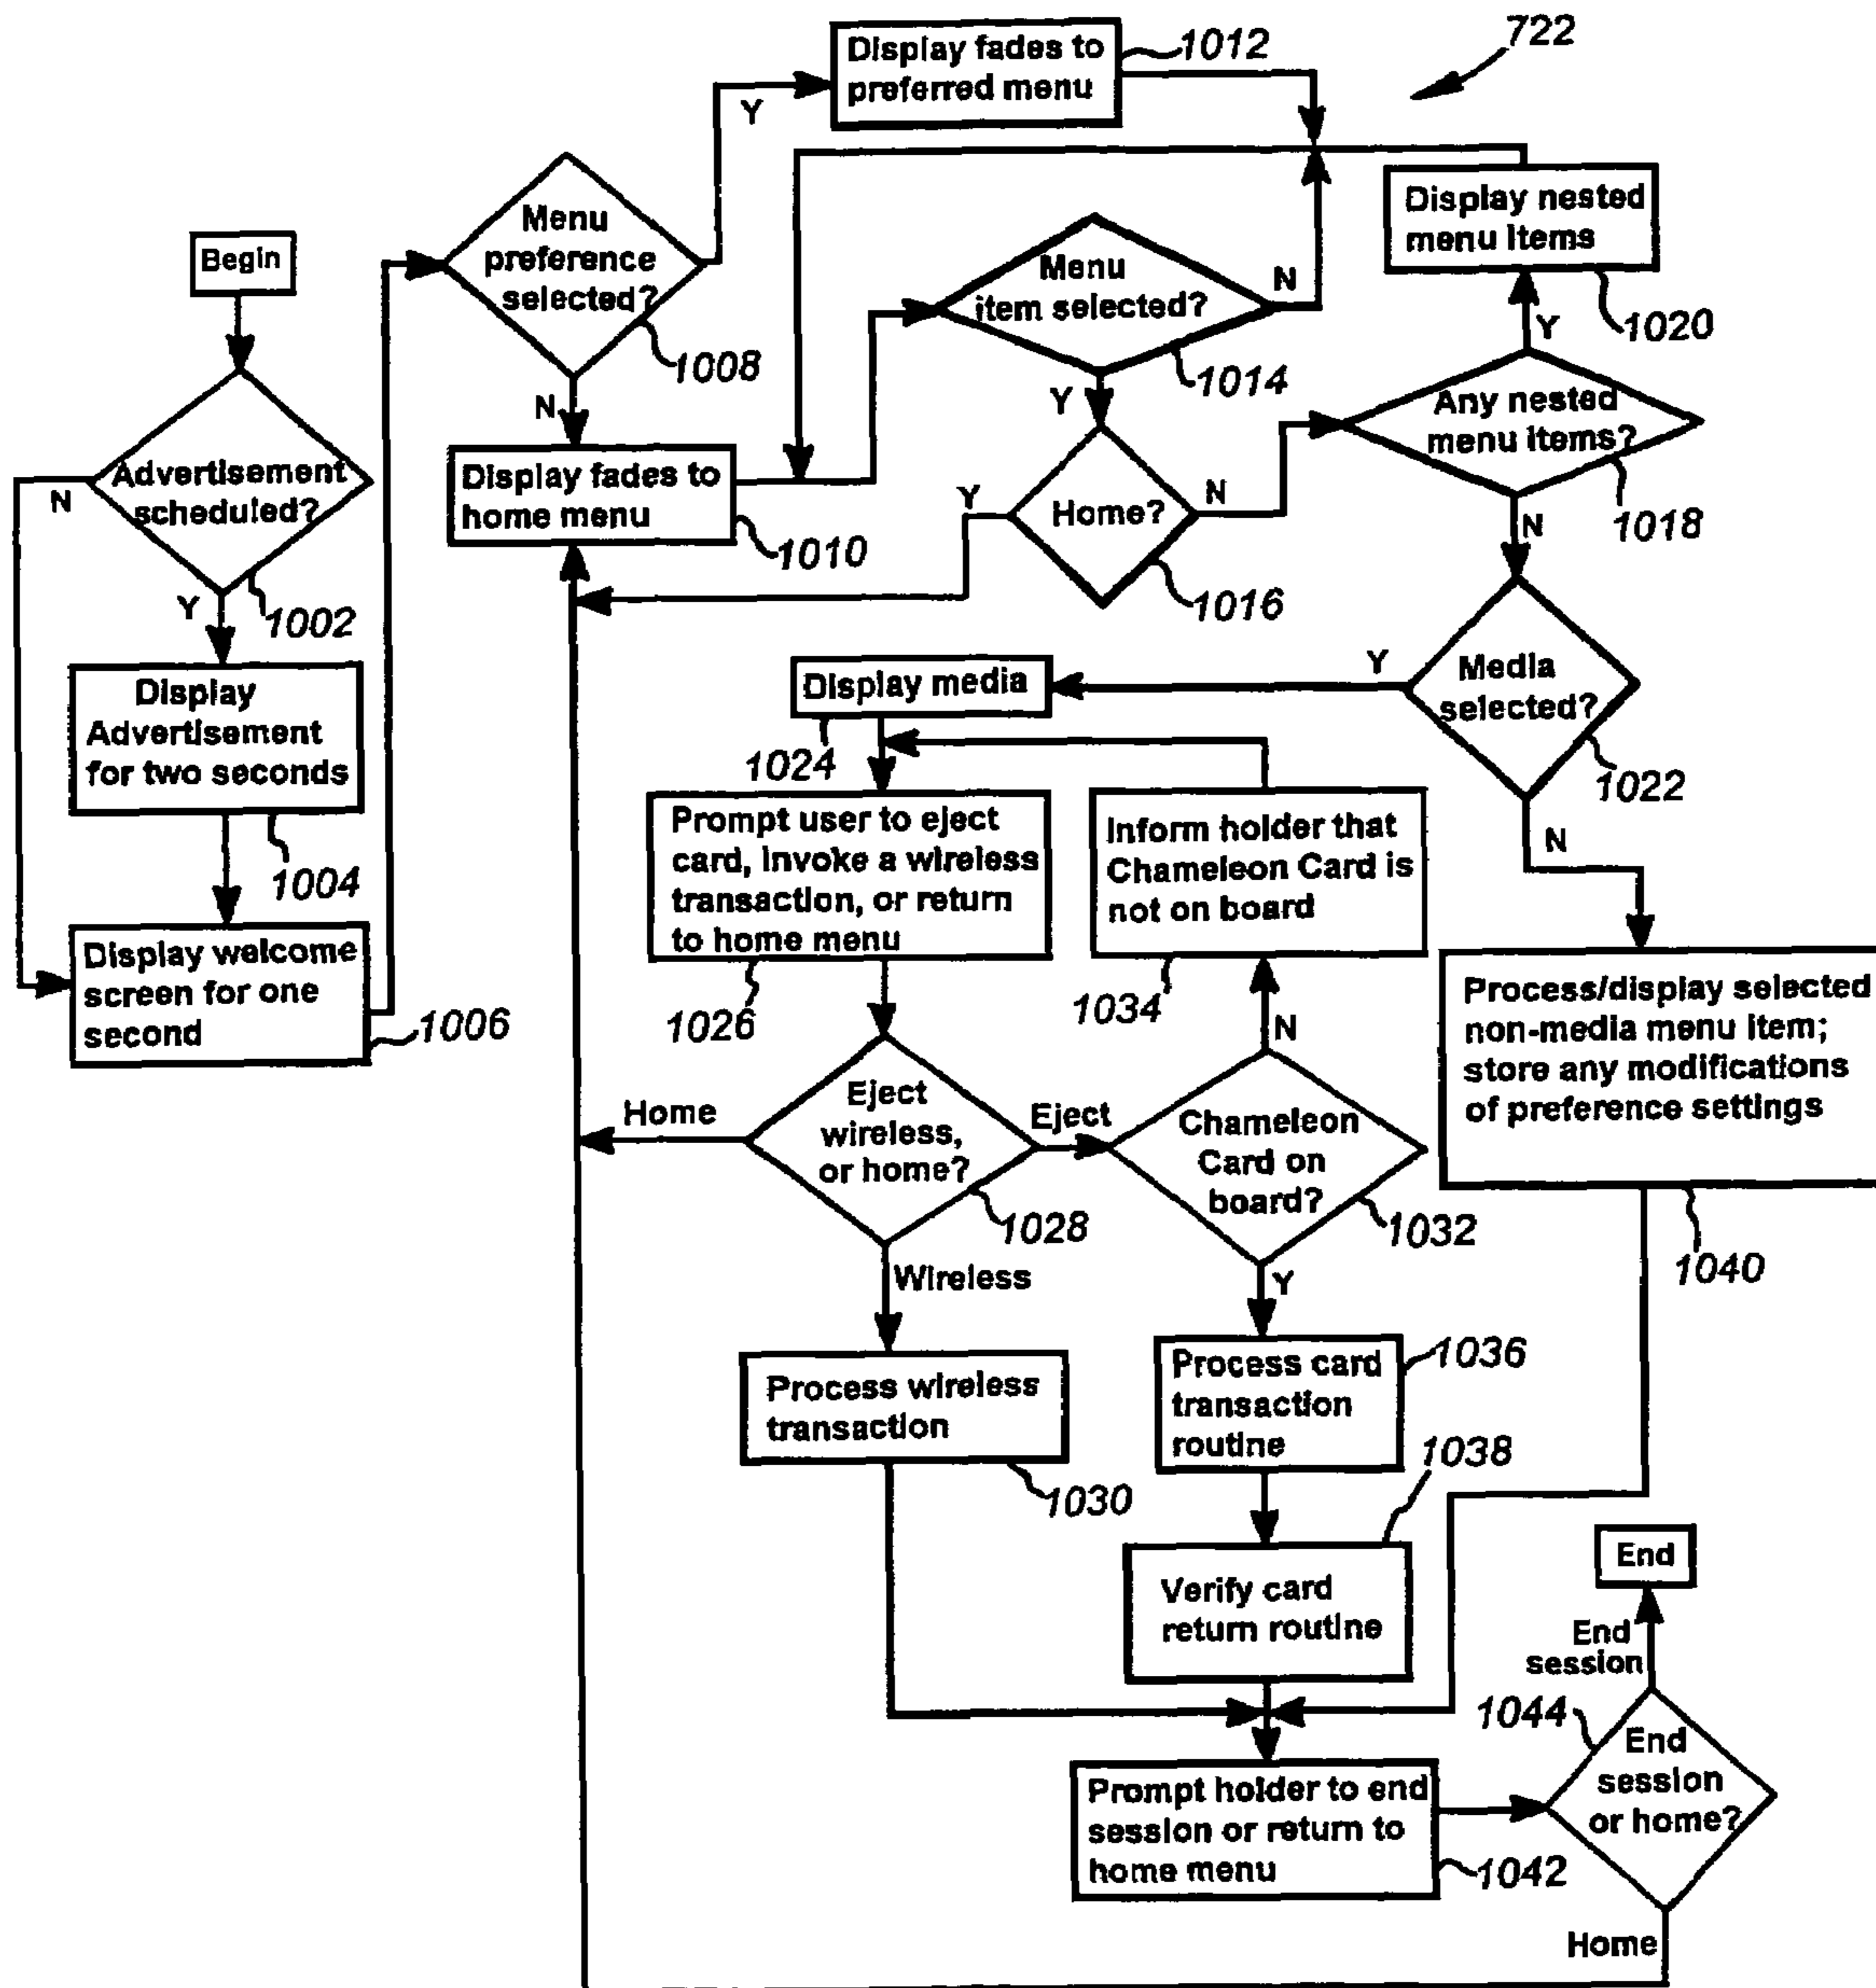 722
Display fades to
preferred menu
1012
Y
Begin
Menu
preference
selected?
1008
N
Menu
item selected?
1014
N
Y
Display nested
menu items
1020
Y
Any nested
menu items?
1018
N
Advertisement
scheduled?
1002
N
Y
Display fades to
home menu
1010
Y
Home?
N
1016
Display
Advertisement
for two seconds
1004
Display media
1024
Y
Media
selected?
1022
N
Display welcome
screen for one
second
1006
Prompt user to eject
card, invoke a wireless
transaction, or return
to home menu
1026
Inform holder that
Chameleon Card is
not on board
1034
N
Process/display selected
non-media menu item;
store any modifications
of preference settings
1040
Home
Eject
wireless,
or home?
1028
Eject
Chameleon
Card on
board?
1032
Wireless
Y
Process wireless
transaction
1030
Process card
transaction
routine
1036
1038
Verify card
return routine
End
End
session
1044
End
session
or home?
Prompt holder to end
session or return to
home menu
1042
Home